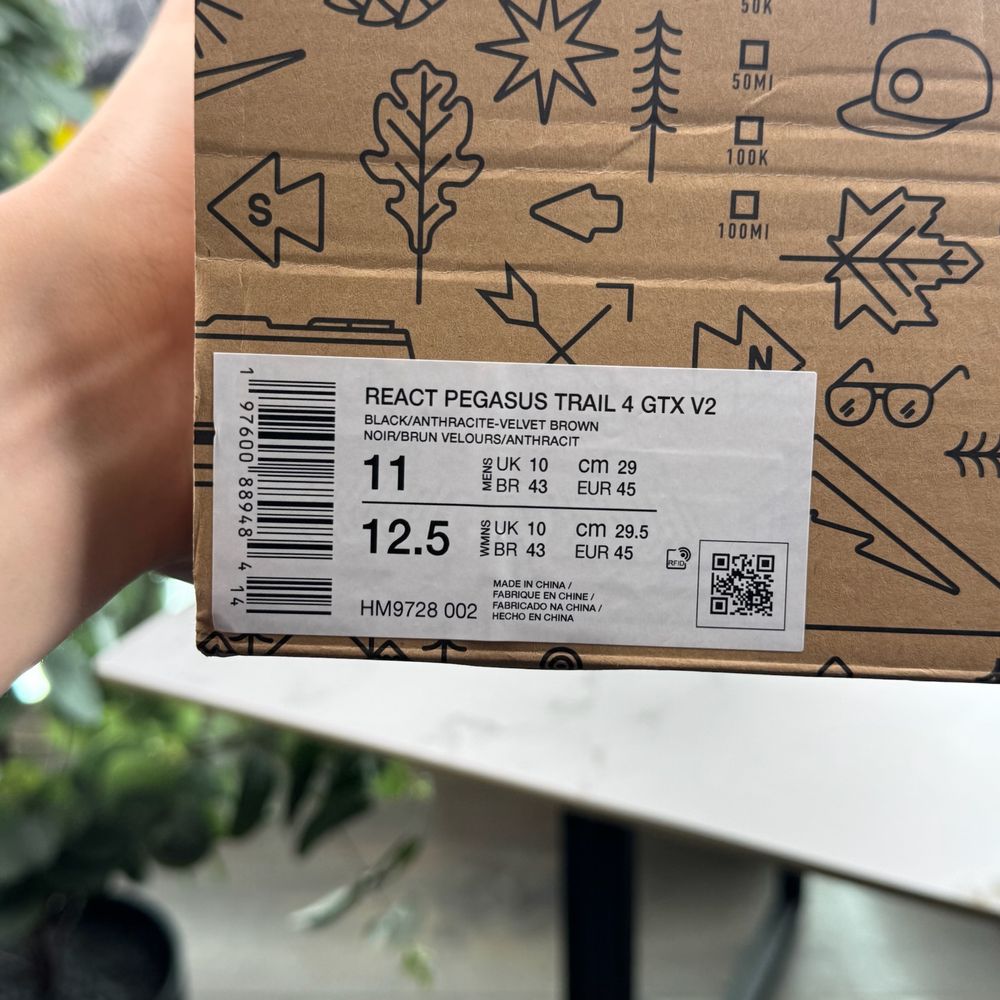 50K
50MI
100K
100MI
S
N
REACT PEGASUS TRAIL 4 GTX V2
BLACK/ANTHRACITE-VELVET BROWN
NOIR/BRUN VELOURS/ANTHRACIT
11 MENS UK 10 cm 29
BR 43 EUR 45
12.5 WMNS UK 10 cm 29.5
BR 43 EUR 45
RFID
MADE IN CHINA /
FABRIQUE EN CHINE /
FABRICADO NA CHINA /
HECHO EN CHINA
HM9728 002
1 97600 88948 4 14